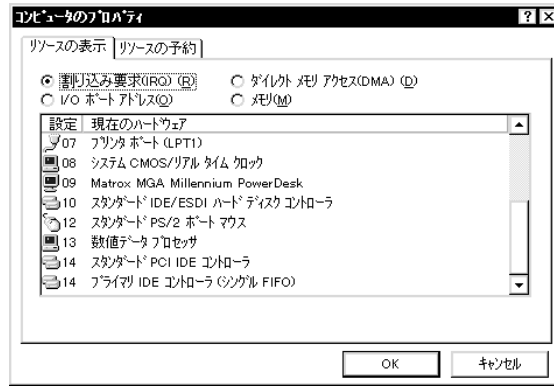 コンピュータのプロパティ
リソースの表示 リソースの予約
割り込み要求(IRQ) (R) ダイレクト メモリ アクセス(DMA) (D)
I/O ポート アドレス(O) メモリ(M)
設定 現在のハードウェア
07 プリンタ ポート (LPT1)
08 システム CMOS/リアル タイム クロック
09 Matrox MGA Millennium PowerDesk
10 スタンダード IDE/ESDI ハード ディスク コントローラ
12 スタンダード PS/2 ポート マウス
13 数値データ プロセッサ
14 スタンダード PCI IDE コントローラ
14 プライマリ IDE コントローラ (シングル FIFO)
OK キャンセル